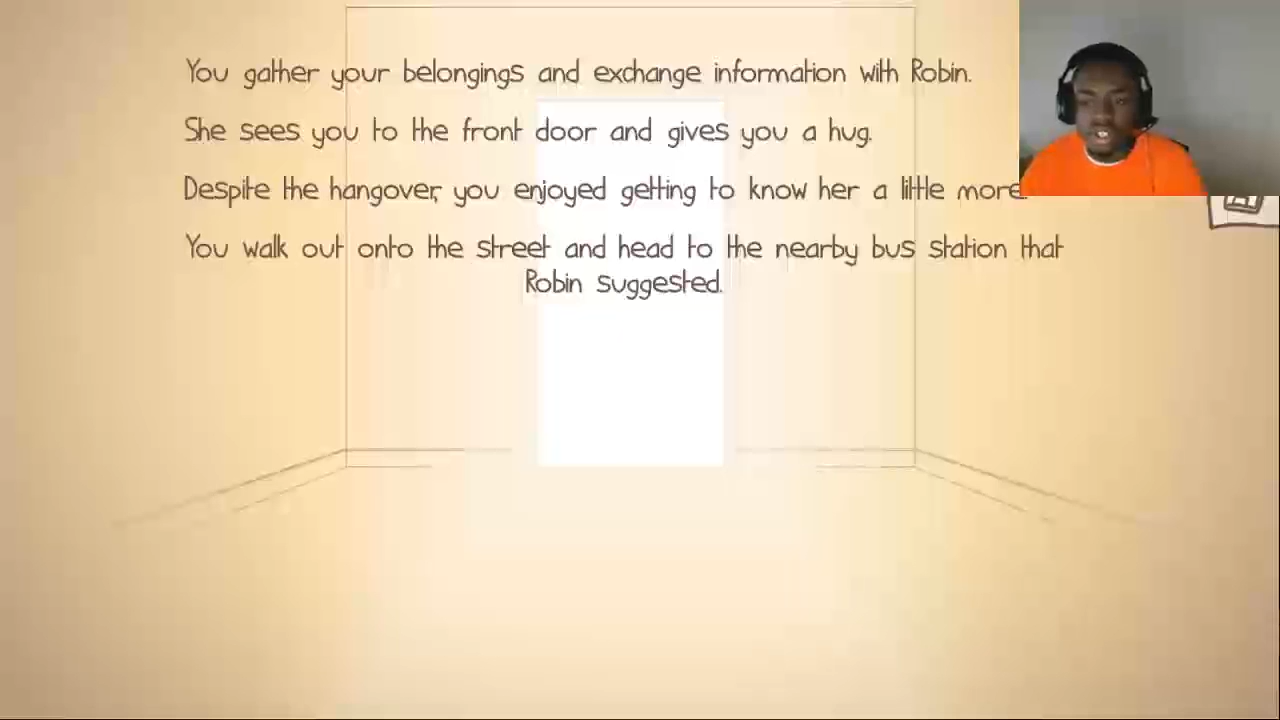 You gather your belongings and exchange information with Robin.
She sees you to the front door and gives you a hug.
Despite the hangover, you enjoyed getting to know her a little more.
You walk out onto the street and head to the nearby bus station that
Robin suggested.